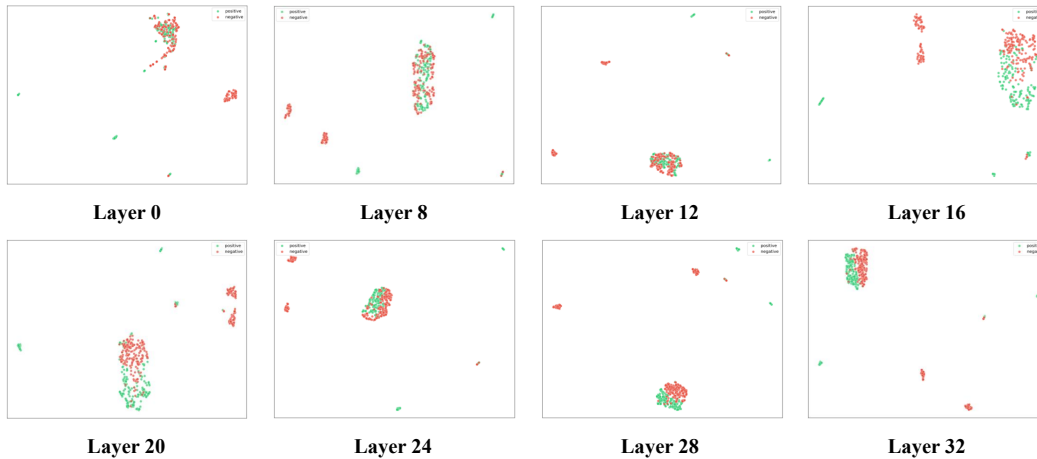 positive
negative
positive
negative
positive
negative
positive
negative
Layer 0
Layer 8
Layer 12
Layer 16
positive
negative
positive
negative
positive
negative
positive
negative
Layer 20
Layer 24
Layer 28
Layer 32